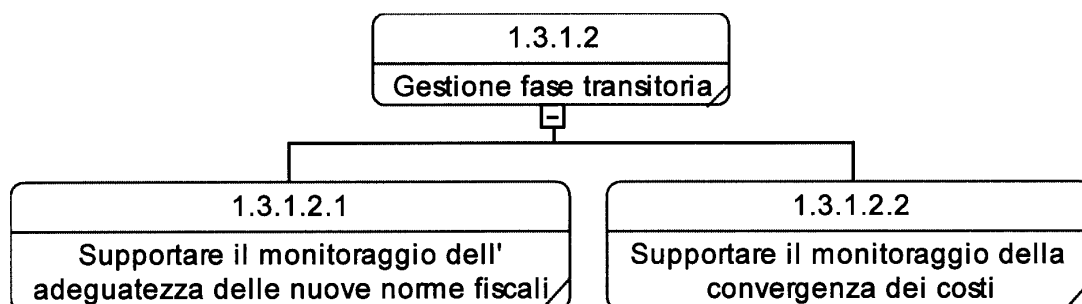 1.3.1.2
Gestione fase transitoria
1.3.1.2.1
Supportare il monitoraggio dell'
adeguatezza delle nuove norme fiscali
1.3.1.2.2
Supportare il monitoraggio della
convergenza dei costi